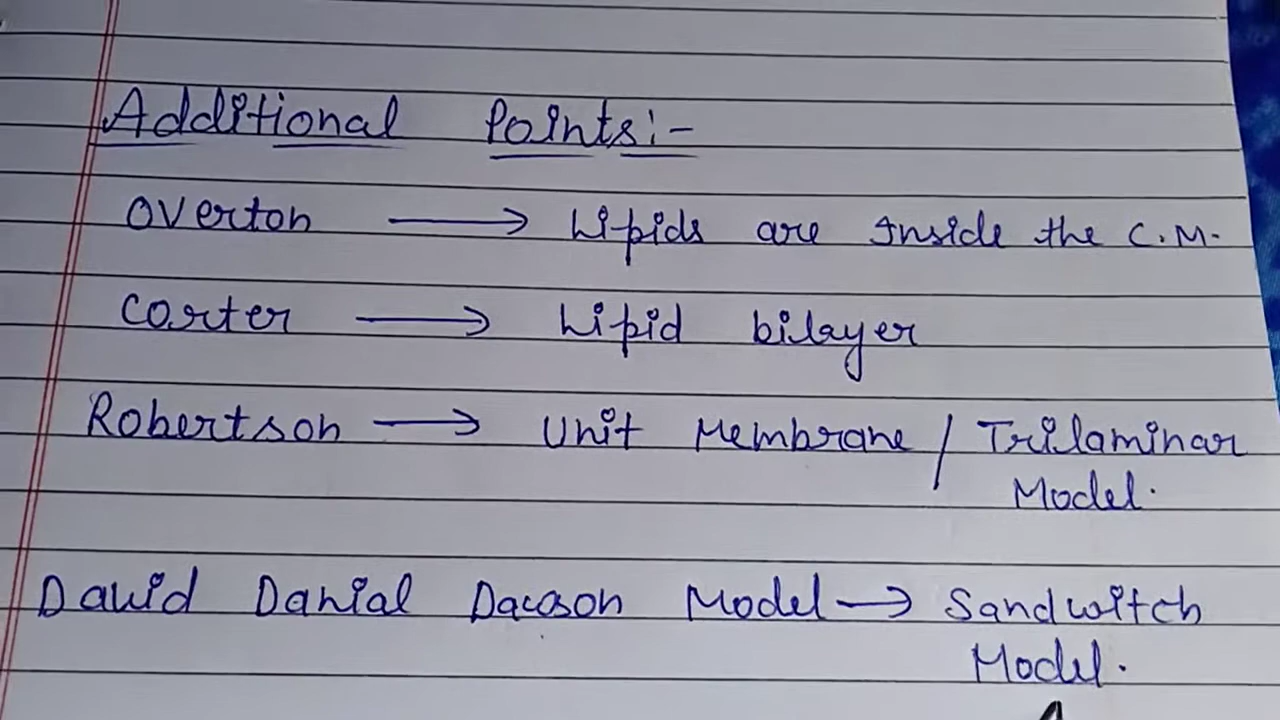 Additional Points:-
Overton → Lipids are Inside the C.M.
Corter → Lipid bilayer
Robertson → Unit Membrane / Trilaminar
Model.
David Danial Dacoson Model → Sandwitch
Model.